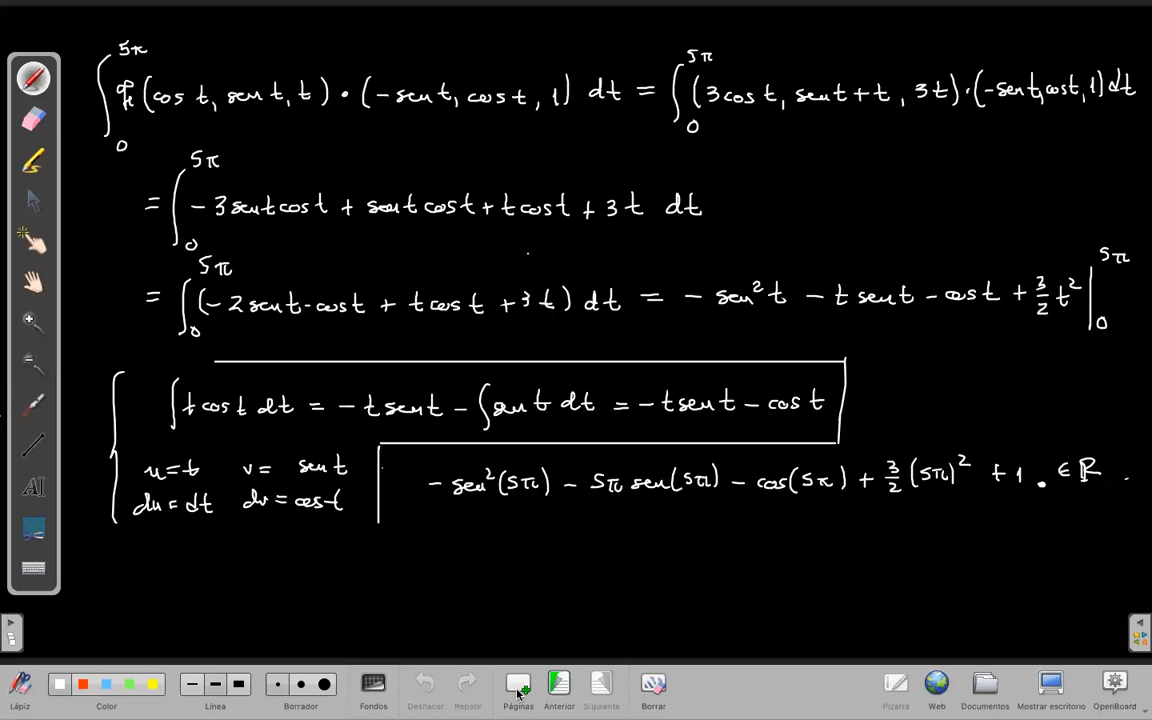 ∫₀^{5π} 𝔽(cos t, sen t, t) • (-sen t, cos t, 1) dt = ∫₀^{5π} (3cos t, sen t + t, 3t)·(-sen t, cos t, 1) dt
= ∫₀^{5π} -3 sen t cos t + sen t cos t + t cos t + 3t dt
= ∫₀^{5π} (-2 sen t · cos t + t cos t + 3t) dt = - sen² t - t sen t - cos t + 3/2 t² |₀^{5π}
∫ t cos t dt = -t sen t - ∫ sen t dt = -t sen t - cos t
u = t v = sen t
du = dt dv = cos t
- sen²(5π) - 5π sen(5π) - cos(5π) + 3/2 (5π)² + 1 . ∈ ℝ .
Lápiz Color Línea Borrador Fondos Deshacer Repetir Páginas Anterior Siguiente Borrar Pizarra Web Documentos Mostrar escritorio OpenBoard